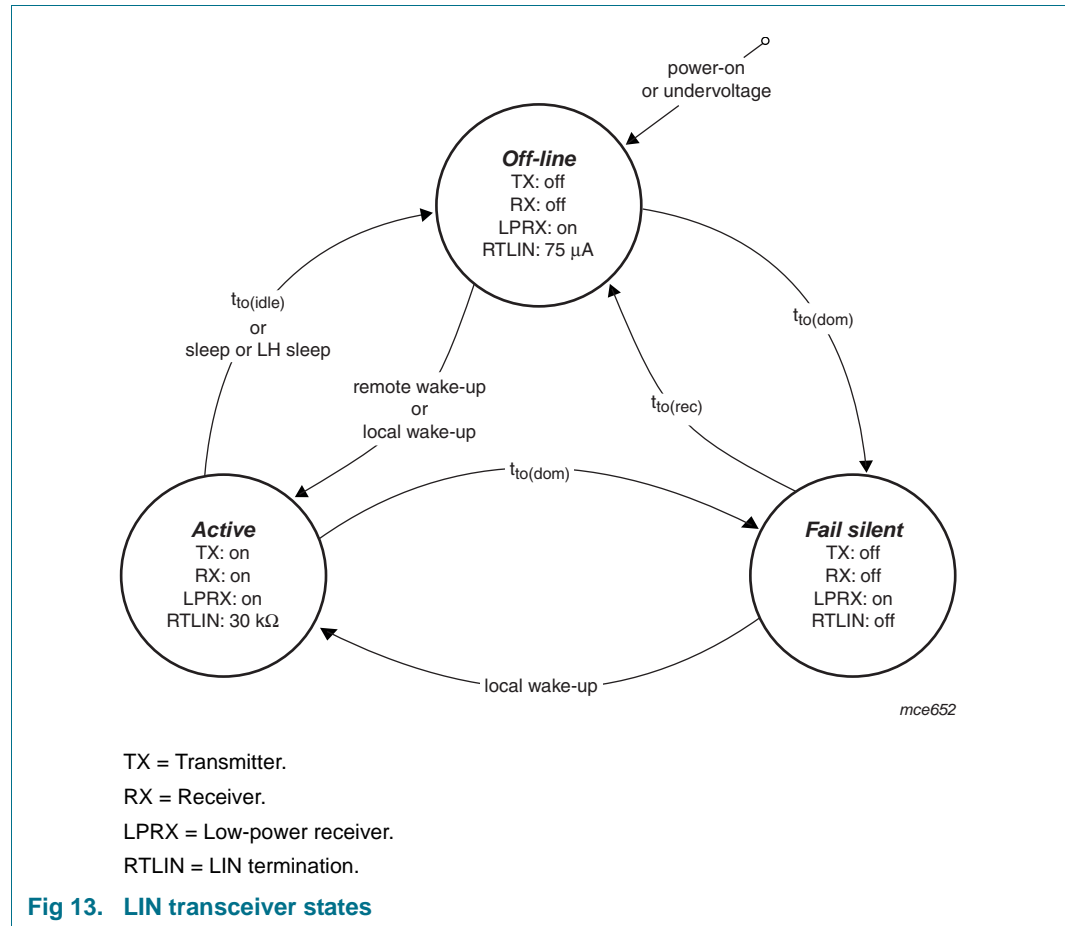 power-on
or undervoltage
Off-line
TX: off
RX: off
LPRX: on
RTLIN: 75 μA
tto(idle)
or
sleep or LH sleep
tto(dom)
remote wake-up
or
local wake-up
tto(rec)
tto(dom)
Active
TX: on
RX: on
LPRX: on
RTLIN: 30 kΩ
Fail silent
TX: off
RX: off
LPRX: on
RTLIN: off
local wake-up
mce652
TX = Transmitter.
RX = Receiver.
LPRX = Low-power receiver.
RTLIN = LIN termination.
Fig 13. LIN transceiver states